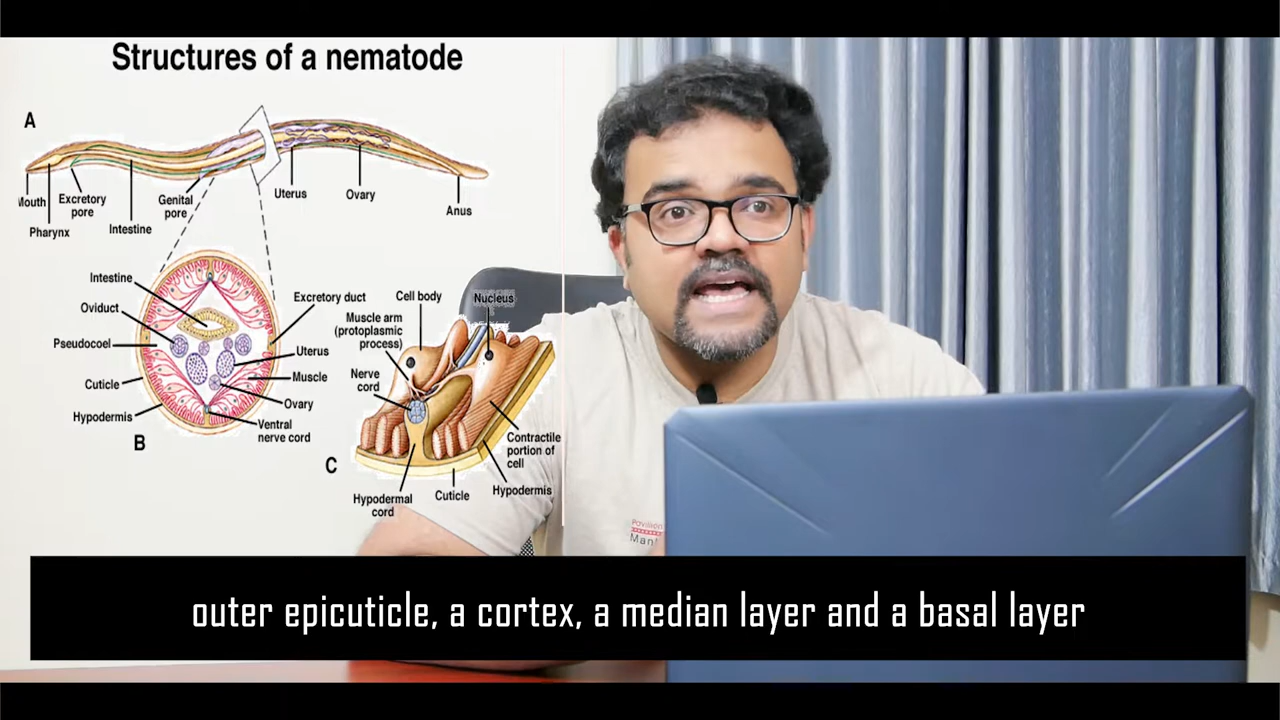 Structures of a nematode
A
Mouth
Pharynx
Excretory
pore
Intestine
Genital
pore
Uterus
Ovary
Anus
Intestine
Oviduct
Pseudocoel
Cuticle
Hypodermis
B
Excretory duct
Uterus
Muscle
Ovary
Ventral
nerve cord
Cell body
Nucleus
Muscle arm
(protoplasmic
process)
Nerve
cord
C
Contractile
portion of
cell
Hypodermis
Cuticle
Hypodermal
cord
Pavilion
Man
outer epicuticle, a cortex, a median layer and a basal layer